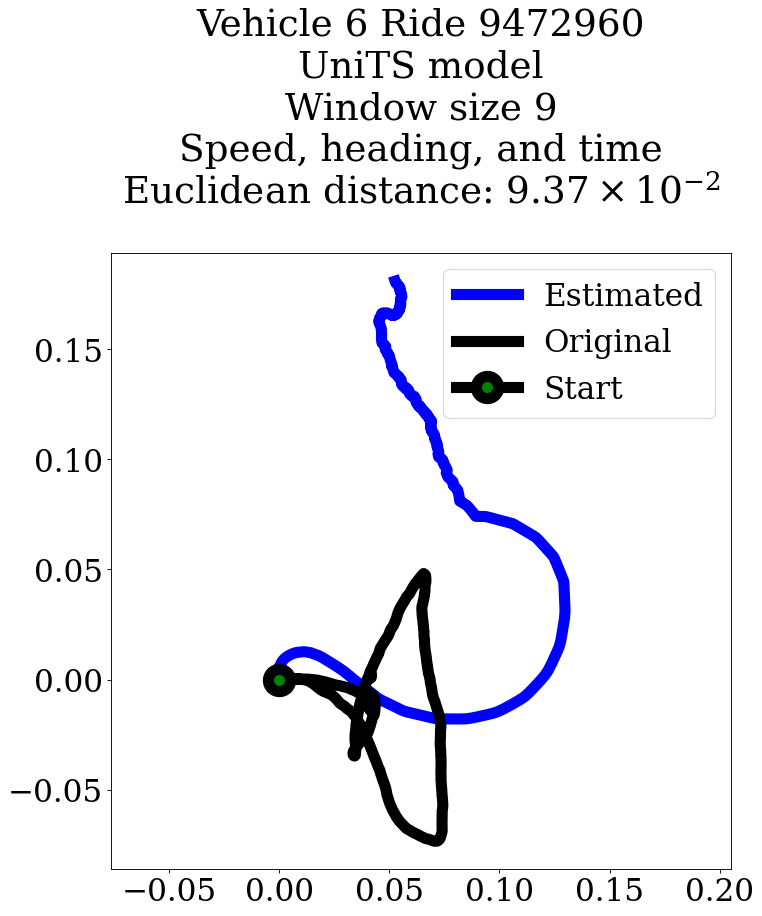 Vehicle 6 Ride 9472960
UniTS model
Window size 9
Speed, heading, and time
Euclidean distance: 9.37 × 10⁻²
Estimated
Original
Start
0.15
0.10
0.05
0.00
−0.05
−0.05 0.00 0.05 0.10 0.15 0.20